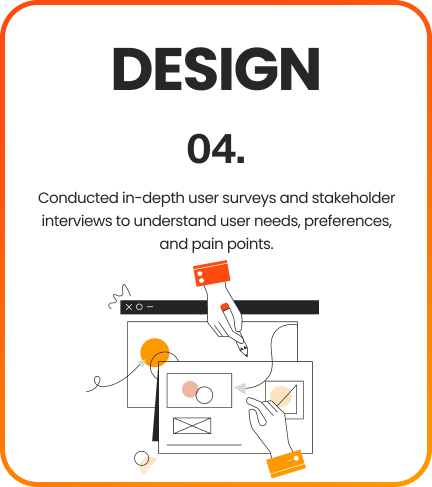 DESIGN
04.
Conducted in-depth user surveys and stakeholder
interviews to understand user needs, preferences,
and pain points.